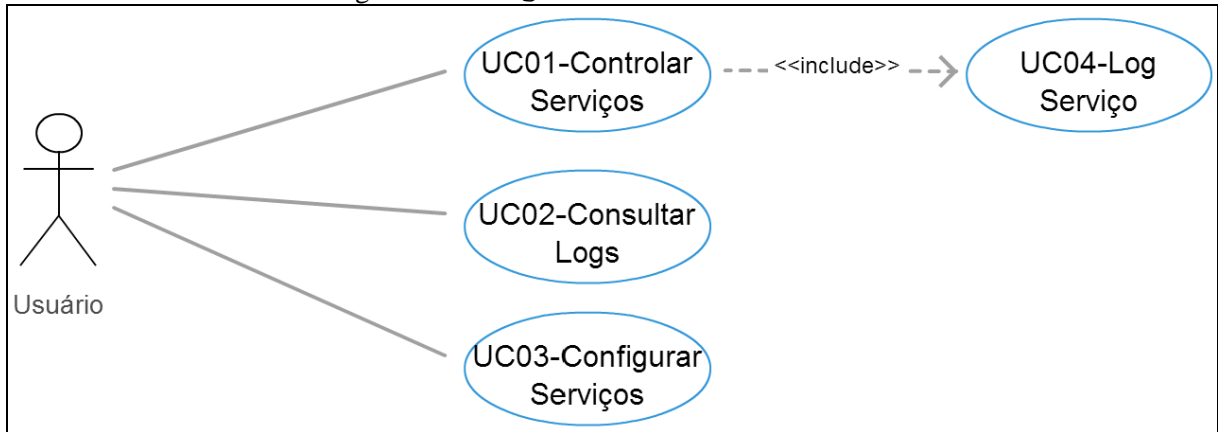 UC01-Controlar
Serviços
<<include>>
UC04-Log
Serviço
UC02-Consultar
Logs
Usuário
UC03-Configurar
Serviços